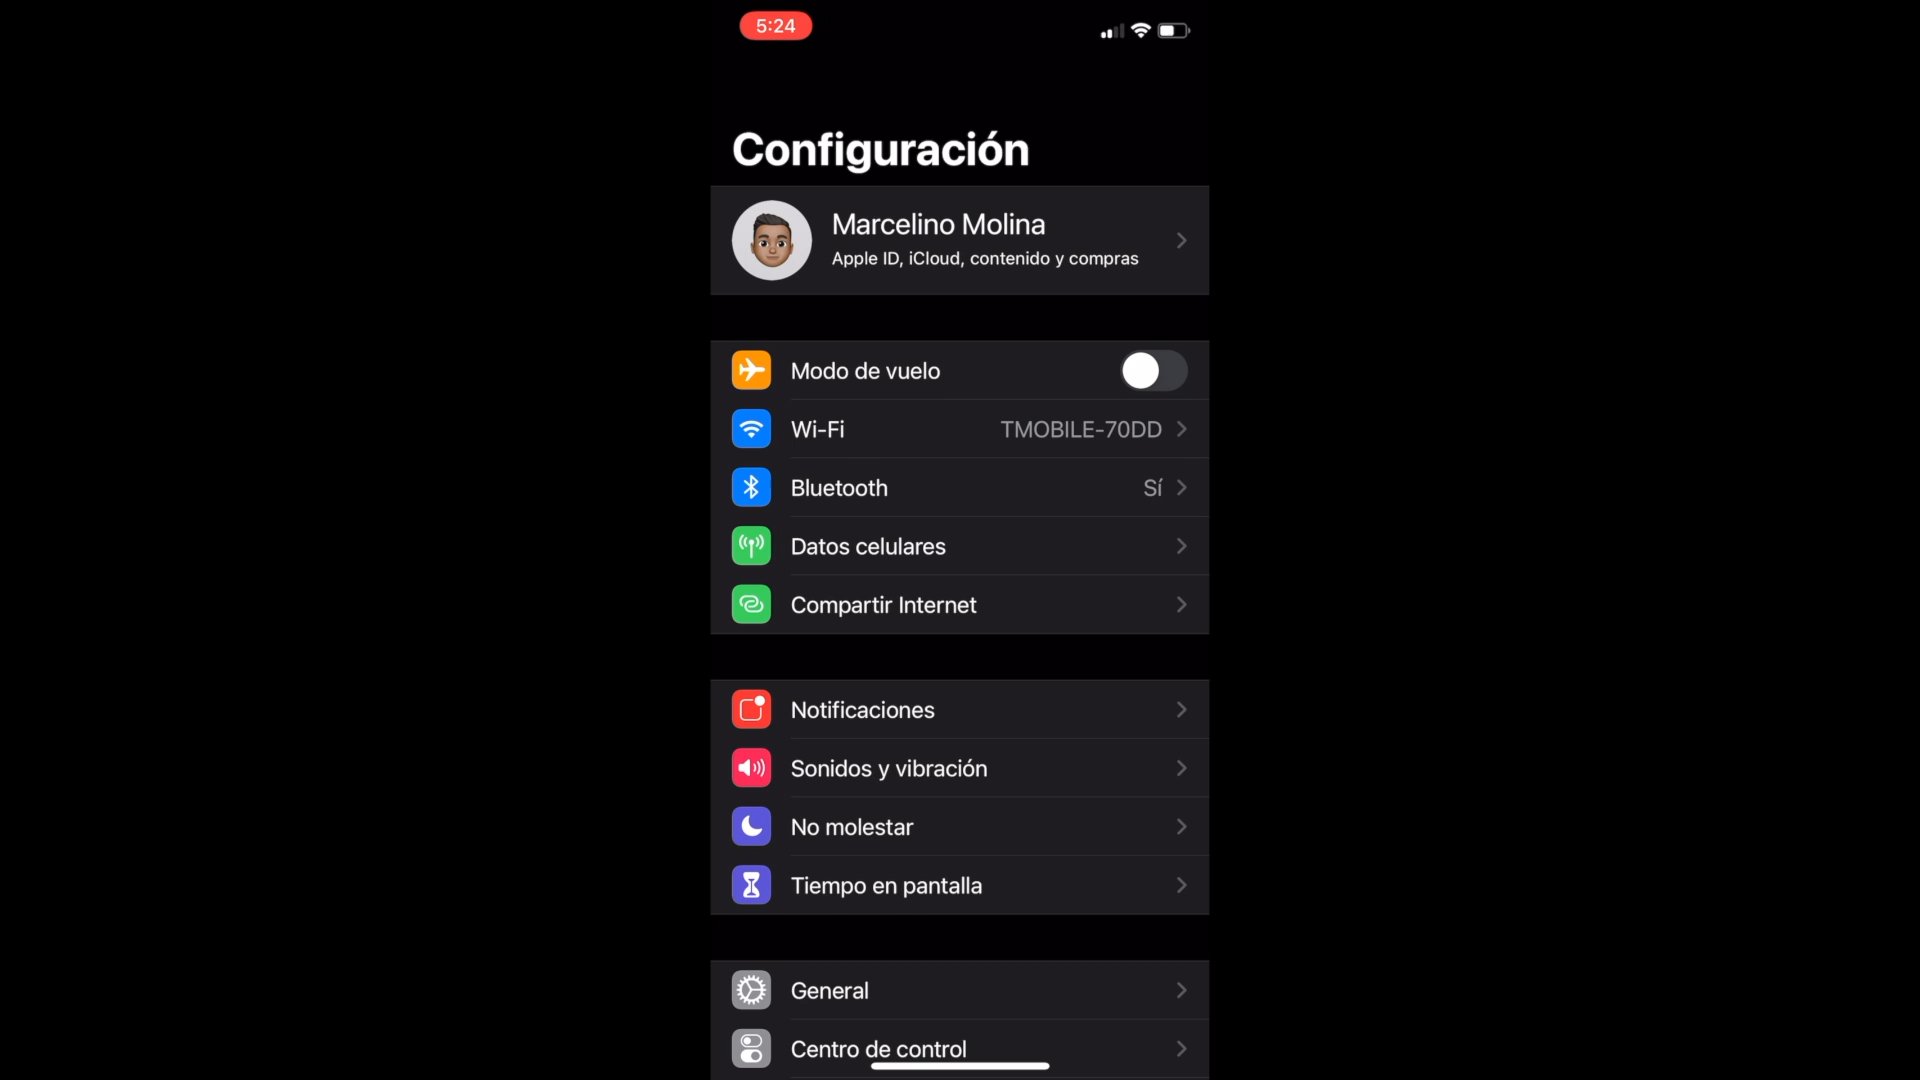 5:24
Configuración
Marcelino Molina
Apple ID, iCloud, contenido y compras
Modo de vuelo
Wi-Fi TMOBILE-70DD
Bluetooth Sí
Datos celulares
Compartir Internet
Notificaciones
Sonidos y vibración
No molestar
Tiempo en pantalla
General
Centro de control